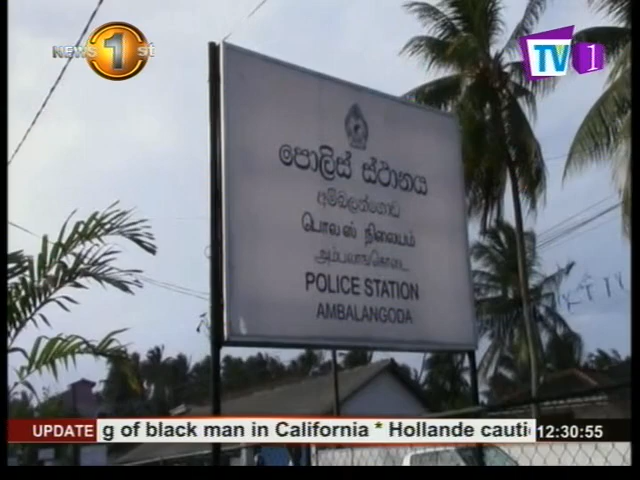 NEWS 1st
TV 1
පොලිස් ස්ථානය
අම්බලන්ගොඩ
பொலிஸ் நிலையம்
அம்பலாங்கொடை
POLICE STATION
AMBALANGODA
UPDATE g of black man in California * Hollande cauti 12:30:55